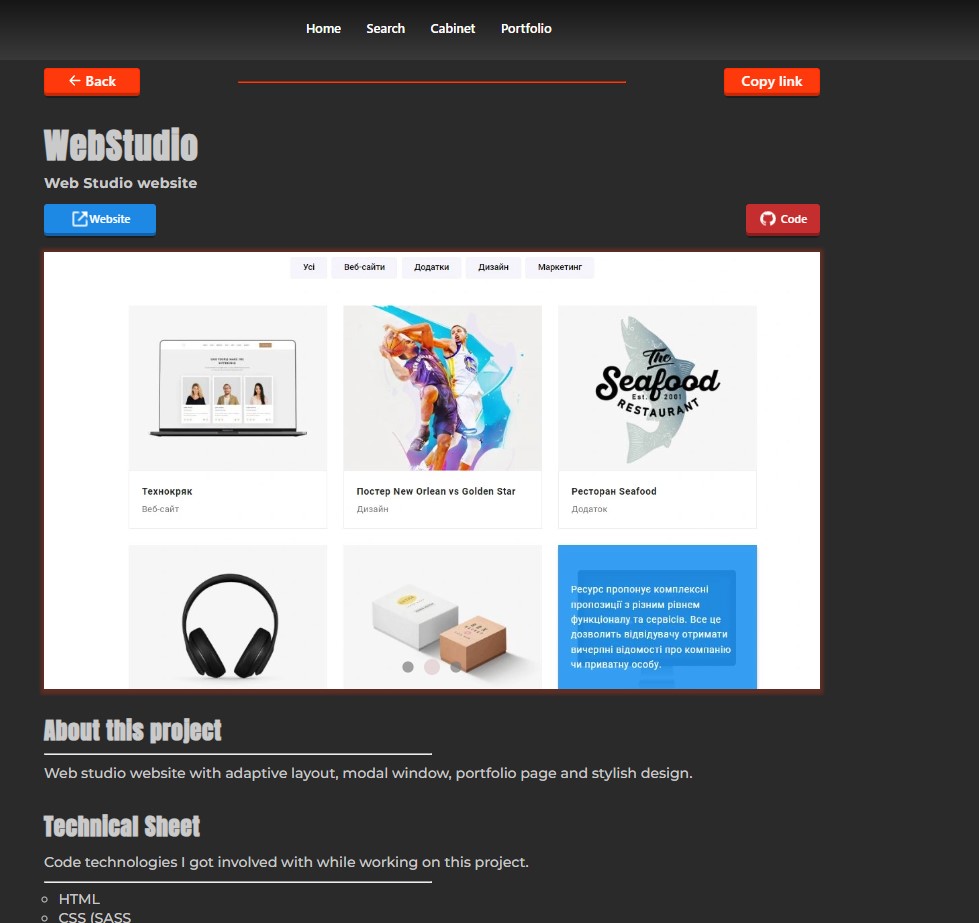 Home Search Cabinet Portfolio
← Back
Copy link
WebStudio
Web Studio website
Website
Code
Усі Веб-сайти Додатки Дизайн Маркетинг
The
Seafood
Est. 2001
RESTAURANT
Технокряк
Веб-сайт
Постер New Orlean vs Golden Star
Дизайн
Ресторан Seafood
Додаток
Ресурс пропонує комплексні
пропозиції з різним рівнем
функціоналу та сервісів. Все це
дозволить відвідувачу отримати
вичерпні відомості про компанію
чи приватну особу.
About this project
Web studio website with adaptive layout, modal window, portfolio page and stylish design.
Technical Sheet
Code technologies I got involved with while working on this project.
HTML
CSS (SASS